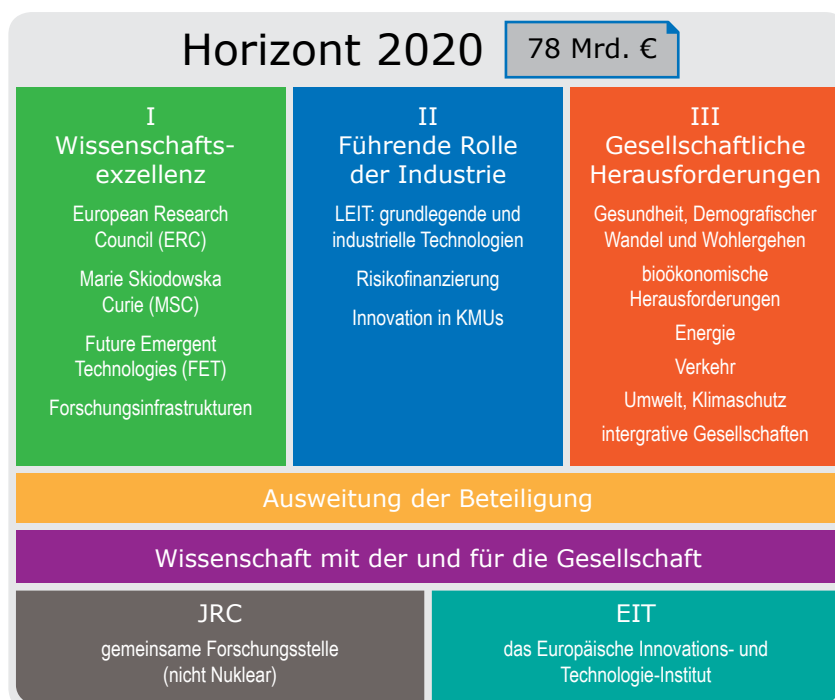 Horizont 2020
78 Mrd. €
I
Wissenschafts-
exzellenz
European Research
Council (ERC)
Marie Skiodowska
Curie (MSC)
Future Emergent
Technologies (FET)
Forschungsinfrastrukturen
II
Führende Rolle
der Industrie
LEIT: grundlegende und
industrielle Technologien
Risikofinanzierung
Innovation in KMUs
III
Gesellschaftliche
Herausforderungen
Gesundheit, Demografischer
Wandel und Wohlergehen
bioökonomische
Herausforderungen
Energie
Verkehr
Umwelt, Klimaschutz
intergrative Gesellschaften
Ausweitung der Beteiligung
Wissenschaft mit der und für die Gesellschaft
JRC
gemeinsame Forschungsstelle
(nicht Nuklear)
EIT
das Europäische Innovations- und
Technologie-Institut